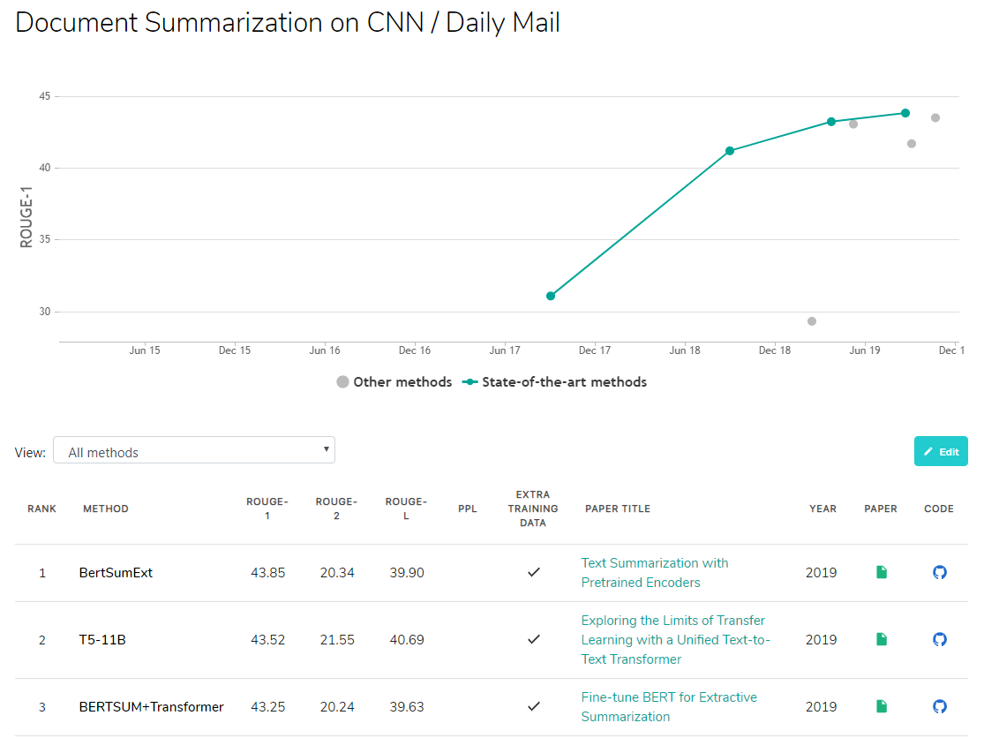 Document Summarization on CNN / Daily Mail
45
40
35
30
ROUGE-1
Jun 15 Dec 15 Jun 16 Dec 16 Jun 17 Dec 17 Jun 18 Dec 18 Jun 19 Dec 1
Other methods State-of-the-art methods
View: All methods Edit
RANK METHOD ROUGE-1 ROUGE-2 ROUGE-L PPL EXTRA TRAINING DATA PAPER TITLE YEAR PAPER CODE
1 BertSumExt 43.85 20.34 39.90 ✓ Text Summarization with
Pretrained Encoders 2019
2 T5-11B 43.52 21.55 40.69 ✓ Exploring the Limits of Transfer
Learning with a Unified Text-to-
Text Transformer 2019
3 BERTSUM+Transformer 43.25 20.24 39.63 ✓ Fine-tune BERT for Extractive
Summarization 2019